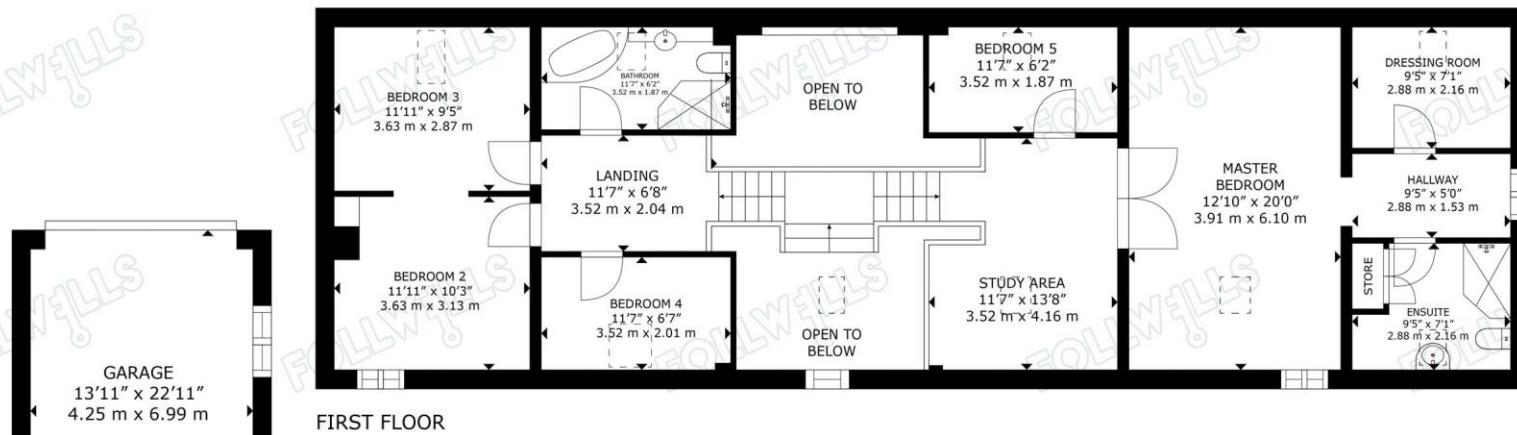 BEDROOM 3
11'11" x 9'5"
3.63 m x 2.87 m
BATHROOM
11'7" x 6'2"
3.52 m x 1.87 m
OPEN TO
BELOW
BEDROOM 5
11'7" x 6'2"
3.52 m x 1.87 m
DRESSING ROOM
9'5" x 7'1"
2.88 m x 2.16 m
LANDING
11'7" x 6'8"
3.52 m x 2.04 m
MASTER
BEDROOM
12'10" x 20'0"
3.91 m x 6.10 m
HALLWAY
9'5" x 5'0"
2.88 m x 1.53 m
BEDROOM 2
11'11" x 10'3"
3.63 m x 3.13 m
BEDROOM 4
11'7" x 6'7"
3.52 m x 2.01 m
OPEN TO
BELOW
STUDY AREA
11'7" x 13'8"
3.52 m x 4.16 m
STORE
ENSUITE
9'5" x 7'1"
2.88 m x 2.16 m
GARAGE
13'11" x 22'11"
4.25 m x 6.99 m
FIRST FLOOR
FOLLWELLS
FOLLWELLS
FOLLWELLS
FOLLWELLS
FOLLWELLS
FOLLWELLS